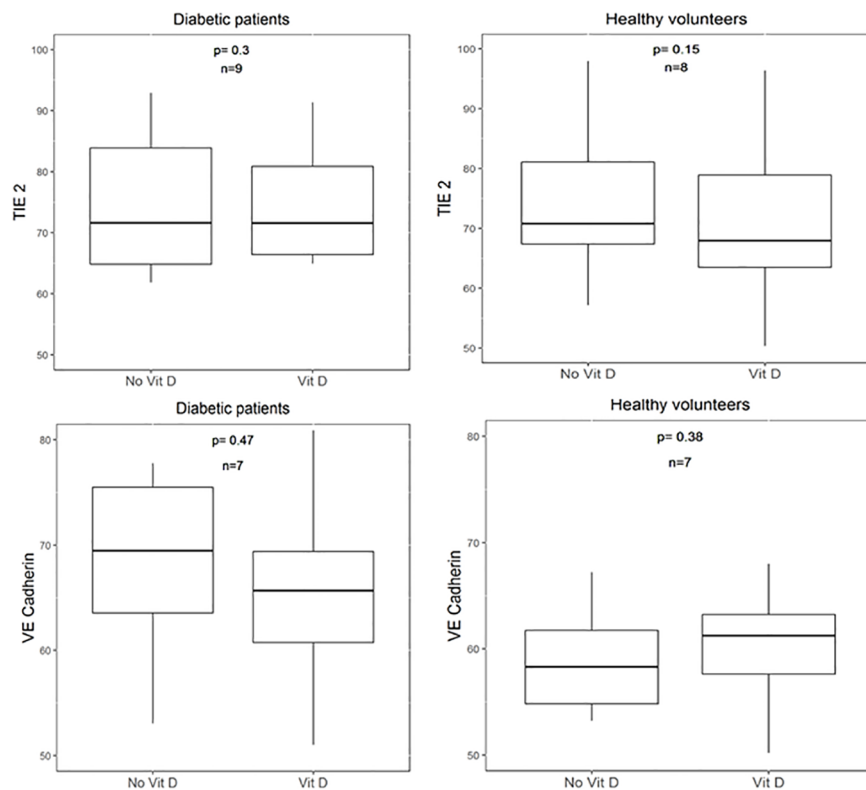 Diabetic patients
p= 0.3
n=9
TIE 2
100
90
80
70
60
50
No Vit D
Vit D
Healthy volunteers
p= 0.15
n=8
TIE 2
100
90
80
70
60
50
No Vit D
Vit D
Diabetic patients
p= 0.47
n=7
VE Cadherin
80
70
60
50
No Vit D
Vit D
Healthy volunteers
p= 0.38
n=7
VE Cadherin
80
70
60
50
No Vit D
Vit D